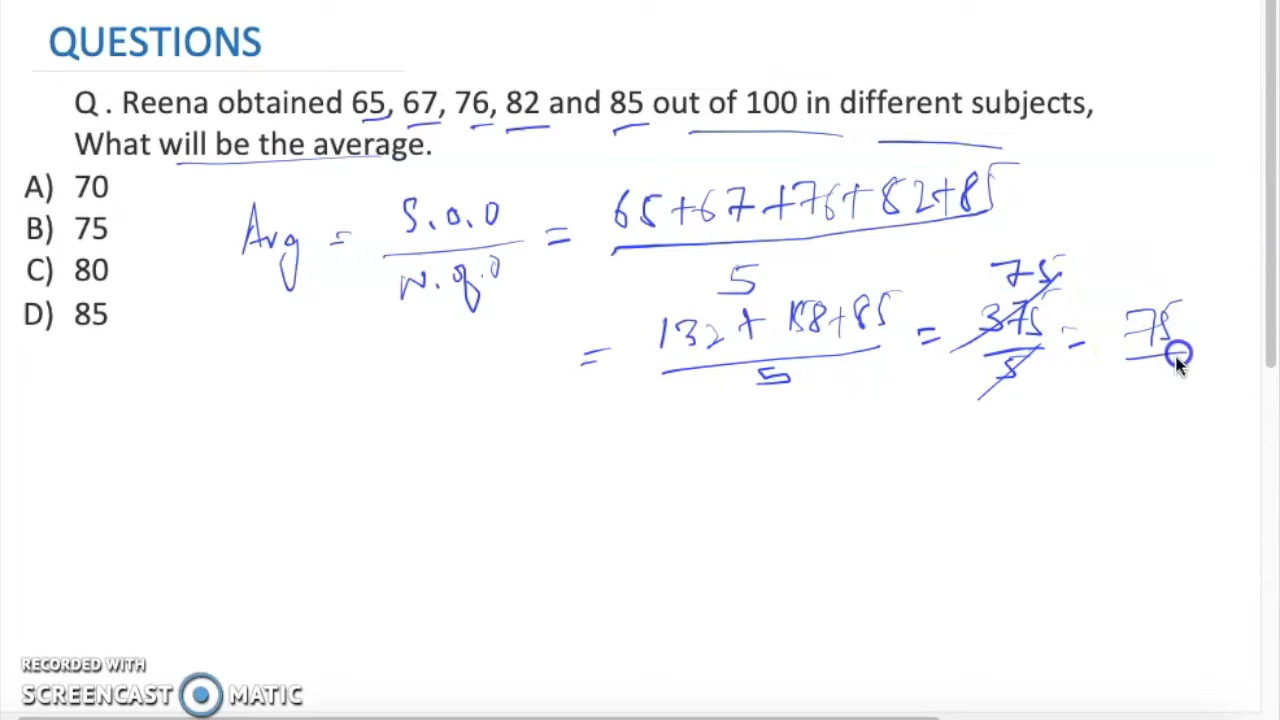 QUESTIONS
Q . Reena obtained 65, 67, 76, 82 and 85 out of 100 in different subjects,
What will be the average.
A) 70
B) 75
C) 80
D) 85
Avg = S.O.O / N.of.O = 65+67+76+82+85 / 5
= 132+158+85 / 5 = 375 / 5 = 75
75
RECORDED WITH
SCREENCAST MATIC